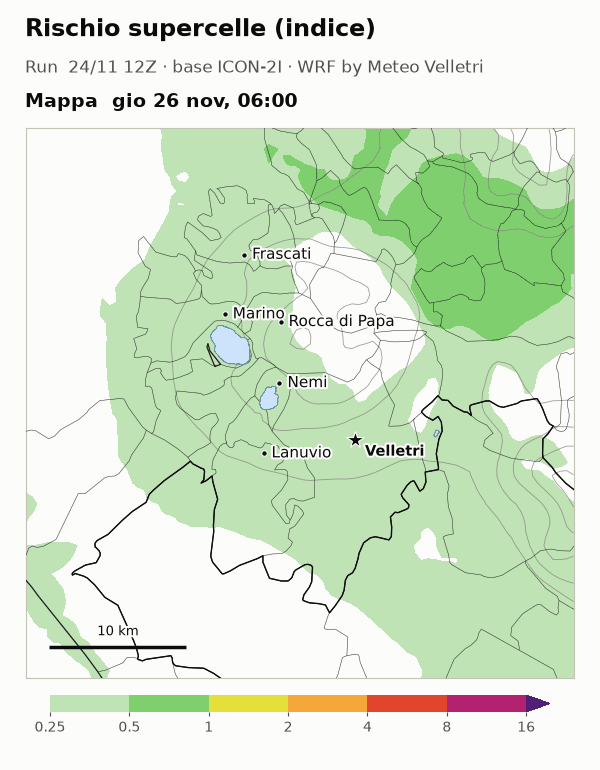 Rischio supercelle (indice)
Run  24/11 12Z · base ICON-2I · WRF by Meteo Velletri
Mappa  gio 26 nov, 06:00
Frascati
Marino
Rocca di Papa
Nemi
Velletri
Lanuvio
10 km
0.25 0.5 1 2 4 8 16